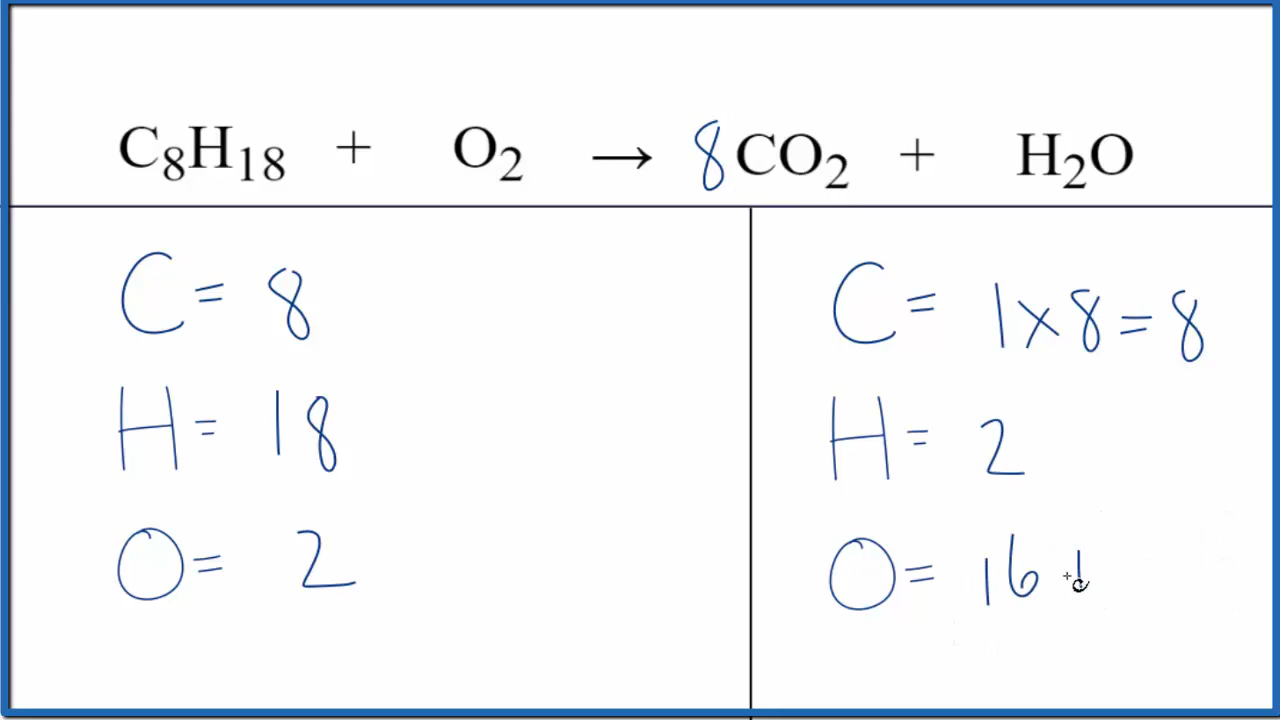 C₈H₁₈ + O₂ → 8CO₂ + H₂O
C = 8
H = 18
O = 2
C = 1 x 8 = 8
H = 2
O = 16 +